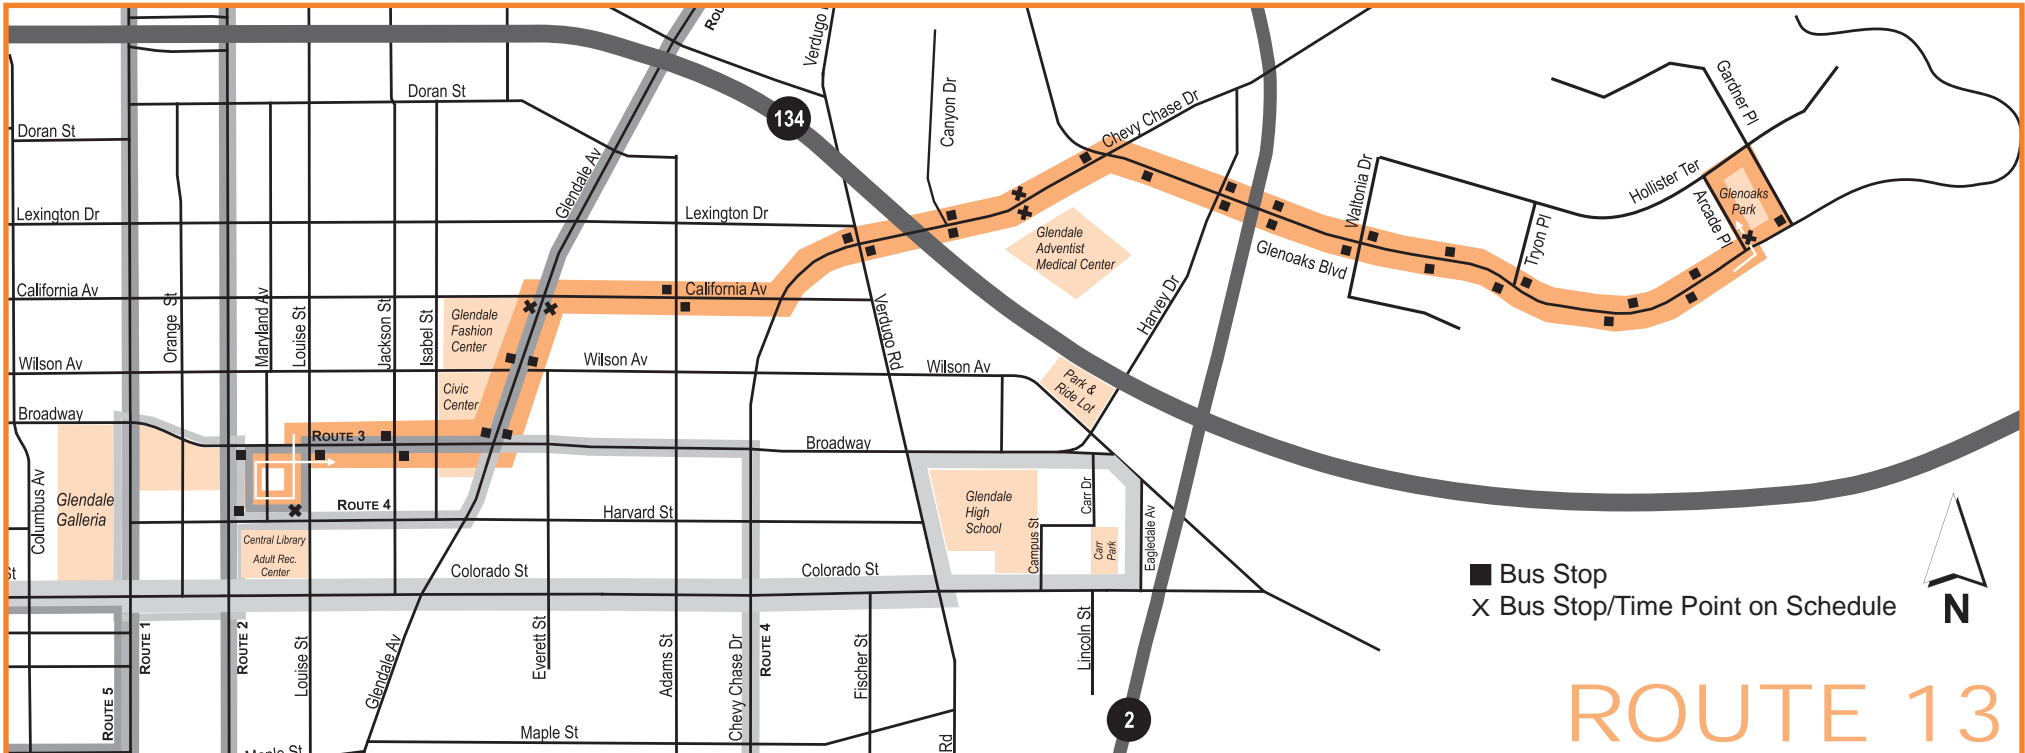 Rou
Verdugo
134
Doran St
Doran St
Glendale Av
Canyon Dr
Chevy Chase Dr
Gardner Pl
Hollister Ter
Glenoaks
Park
Arcade Pl
Waltonia Dr
Tryon Pl
Glenoaks Blvd
Lexington Dr
Lexington Dr
Glendale
Adventist
Medical Center
California Av
California Av
Orange St
Maryland Av
Louise St
Jackson St
Isabel St
Glendale
Fashion
Center
Verdugo Rd
Harvey Dr
Wilson Av
Wilson Av
Wilson Av
Civic
Center
Park &
Ride Lot
Broadway
Route 3
Broadway
Columbus Av
Glendale
Galleria
Route 4
Harvard St
Glendale
High
School
Campus St
Carr Dr
Carr
Park
Eagledale Av
Central Library
Adult Rec.
Center
St
Colorado St
Colorado St
Bus Stop
x Bus Stop/Time Point on Schedule
N
Route 5
Route 1
Route 2
Louise St
Glendale Av
Everett St
Adams St
Chevy Chase Dr
Route 4
Fischer St
Rd
Lincoln St
2
Maple St
Maple St
ROUTE 13